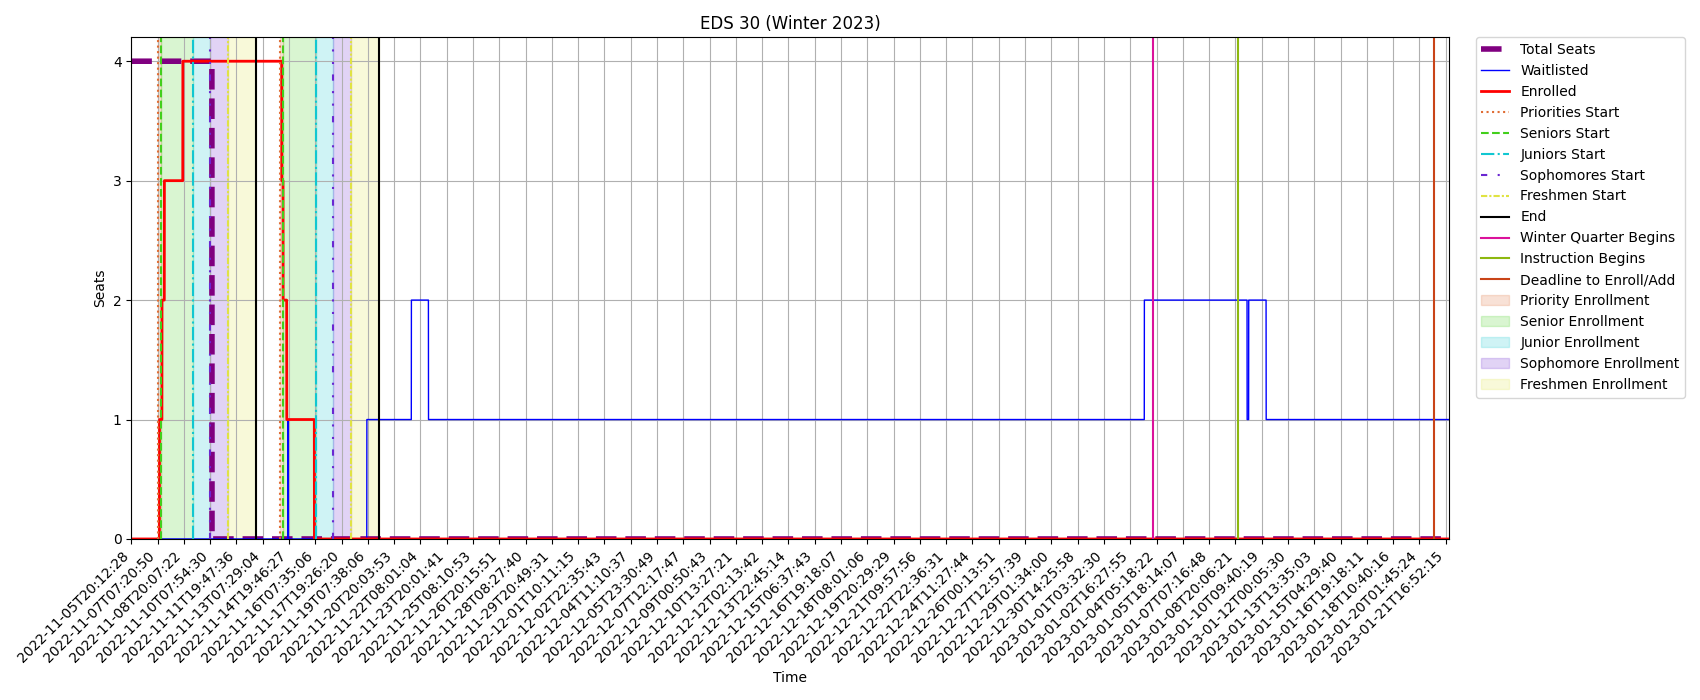 EDS 30 (Winter 2023)
Seats
4
3
2
1
0
2022-11-05T20:12:28
2022-11-07T07:20:50
2022-11-08T20:07:22
2022-11-10T07:54:30
2022-11-11T19:47:36
2022-11-13T07:29:04
2022-11-14T19:46:27
2022-11-16T07:35:06
2022-11-17T19:26:20
2022-11-19T07:38:06
2022-11-20T20:03:53
2022-11-22T08:01:04
2022-11-23T20:01:41
2022-11-25T08:10:53
2022-11-26T20:15:51
2022-11-28T08:27:40
2022-11-29T20:49:31
2022-12-01T10:11:15
2022-12-02T22:35:43
2022-12-04T11:10:37
2022-12-05T23:30:49
2022-12-07T12:17:47
2022-12-09T00:50:43
2022-12-10T13:27:21
2022-12-12T02:13:42
2022-12-13T22:45:14
2022-12-15T06:37:43
2022-12-16T19:18:07
2022-12-18T08:01:06
2022-12-19T20:29:29
2022-12-21T09:57:56
2022-12-22T22:36:31
2022-12-24T11:27:44
2022-12-26T00:13:51
2022-12-27T12:57:39
2022-12-29T01:34:00
2022-12-30T14:25:58
2023-01-01T03:32:30
2023-01-02T16:27:55
2023-01-04T05:18:22
2023-01-05T18:14:07
2023-01-07T07:16:48
2023-01-08T20:06:21
2023-01-10T09:40:19
2023-01-12T00:05:30
2023-01-13T14:35:03
2023-01-15T04:29:40
2023-01-16T19:18:11
2023-01-18T10:40:16
2023-01-20T01:45:24
2023-01-21T16:52:15
Time
Total Seats
Waitlisted
Enrolled
Priorities Start
Seniors Start
Juniors Start
Sophomores Start
Freshmen Start
End
Winter Quarter Begins
Instruction Begins
Deadline to Enroll/Add
Priority Enrollment
Senior Enrollment
Junior Enrollment
Sophomore Enrollment
Freshmen Enrollment